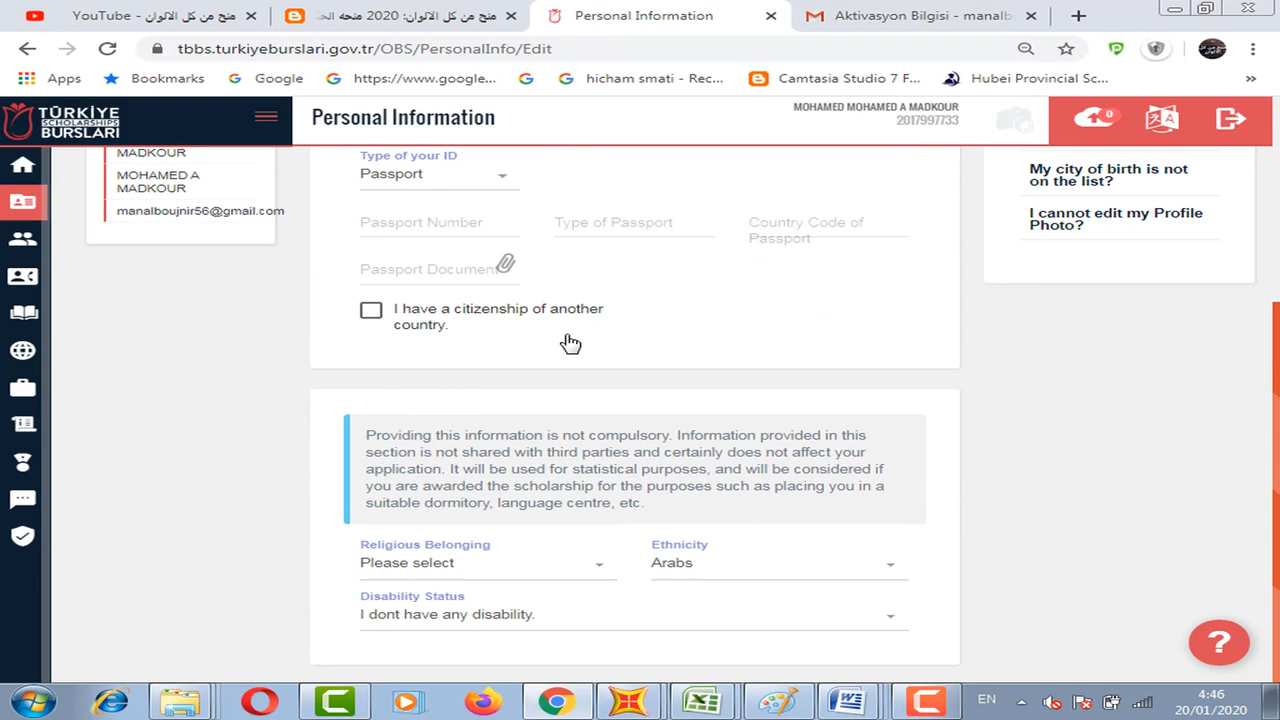 YouTube - منح من كل الالوان
منح من كل الالوان: 2020 منحه الحـ
Personal Information
Aktivasyon Bilgisi - manalb
tbbs.turkiyeburslari.gov.tr/OBS/PersonalInfo/Edit
Apps
Bookmarks
Google
https://www.google...
hicham smati - Rec...
Camtasia Studio 7 F...
Hubei Provincial Sc...
»
TÜRKİYE
SCHOLARSHIPS
BURSLARI
Personal Information
MOHAMED MOHAMED A MADKOUR
2017997733
0
MADKOUR
MOHAMED A
MADKOUR
manalboujnir56@gmail.com
Type of your ID
Passport
Passport Number
Type of Passport
Country Code of
Passport
Passport Document
I have a citizenship of another
country.
My city of birth is not
on the list?
I cannot edit my Profile
Photo?
Providing this information is not compulsory. Information provided in this
section is not shared with third parties and certainly does not affect your
application. It will be used for statistical purposes, and will be considered if
you are awarded the scholarship for the purposes such as placing you in a
suitable dormitory, language centre, etc.
Religious Belonging
Please select
Ethnicity
Arabs
Disability Status
I dont have any disability.
?
EN
4:46
20/01/2020